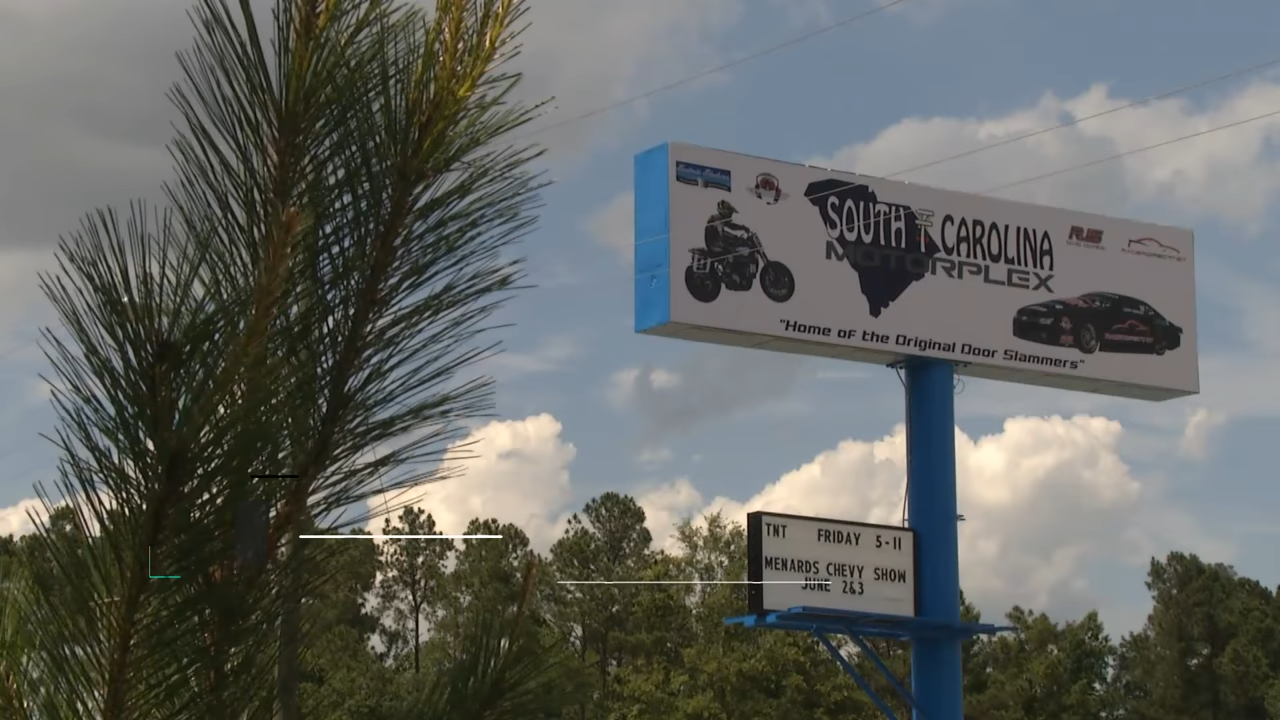 SOUTH CAROLINA
MOTORPLEX
"Home of the Original Door Slammers"
TNT FRIDAY 5-11
MENARDS CHEVY SHOW
JUNE 2&3